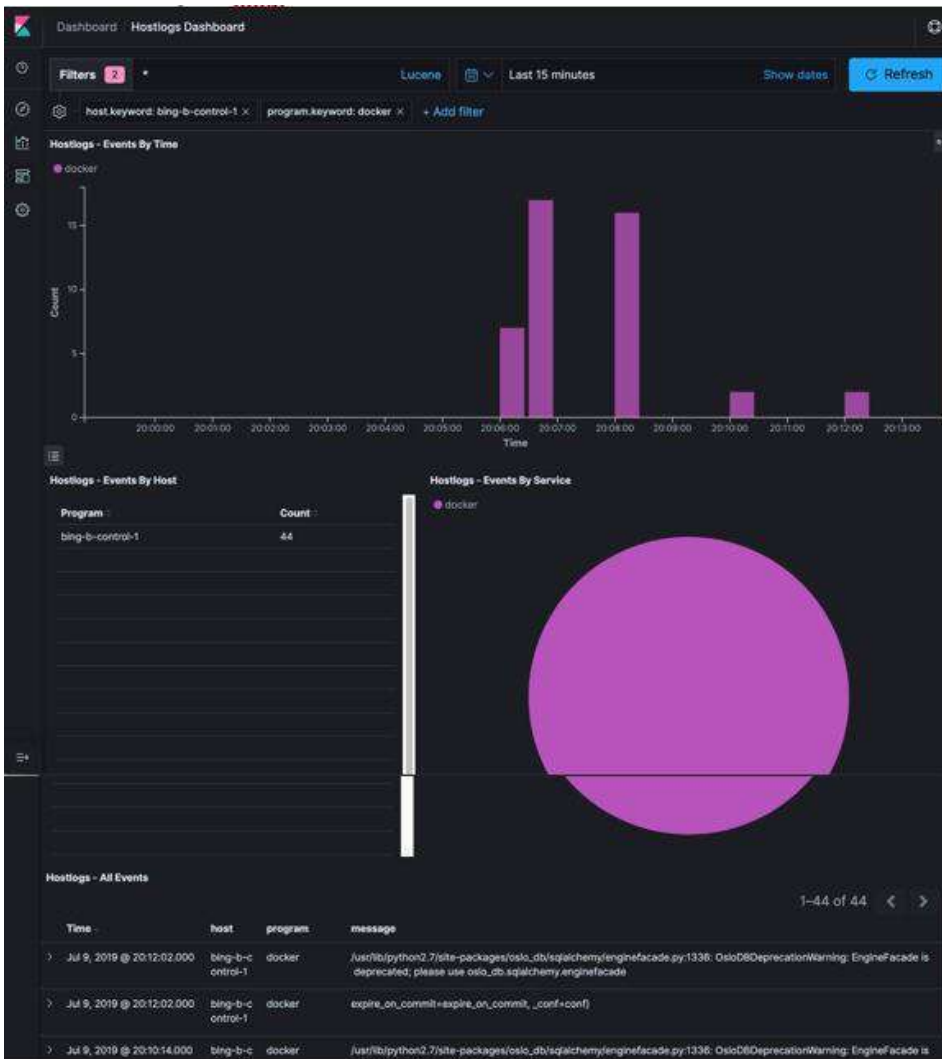 Dashboard Hostlogs Dashboard
Filters 2 * Lucene Last 15 minutes Show dates Refresh
host.keyword: bing-b-control-1 × program.keyword: docker × + Add filter
Hostlogs - Events By Time
docker
15
10
5
0
Count
20:00:00 20:01:00 20:02:00 20:03:00 20:04:00 20:05:00 20:06:00 20:07:00 20:08:00 20:09:00 20:10:00 20:11:00 20:12:00 20:13:00
Time
Hostlogs - Events By Host
Program Count
bing-b-control-1 44
Hostlogs - Events By Service
docker
Hostlogs - All Events
1–44 of 44
Time host program message
Jul 9, 2019 @ 20:12:02.000 bing-b-c docker /usr/lib/python2.7/site-packages/oslo_db/sqlalchemy/enginefacade.py:1336: OsloDBDeprecationWarning: EngineFacade is
ontrol-1 deprecated; please use oslo_db.sqlalchemy.enginefacade
Jul 9, 2019 @ 20:12:02.000 bing-b-c docker expire_on_commit=expire_on_commit, _conf=conf)
ontrol-1
Jul 9, 2019 @ 20:10:14.000 bing-b-c docker /usr/lib/python2.7/site-packages/oslo_db/sqlalchemy/enginefacade.py:1336: OsloDBDeprecationWarning: EngineFacade is